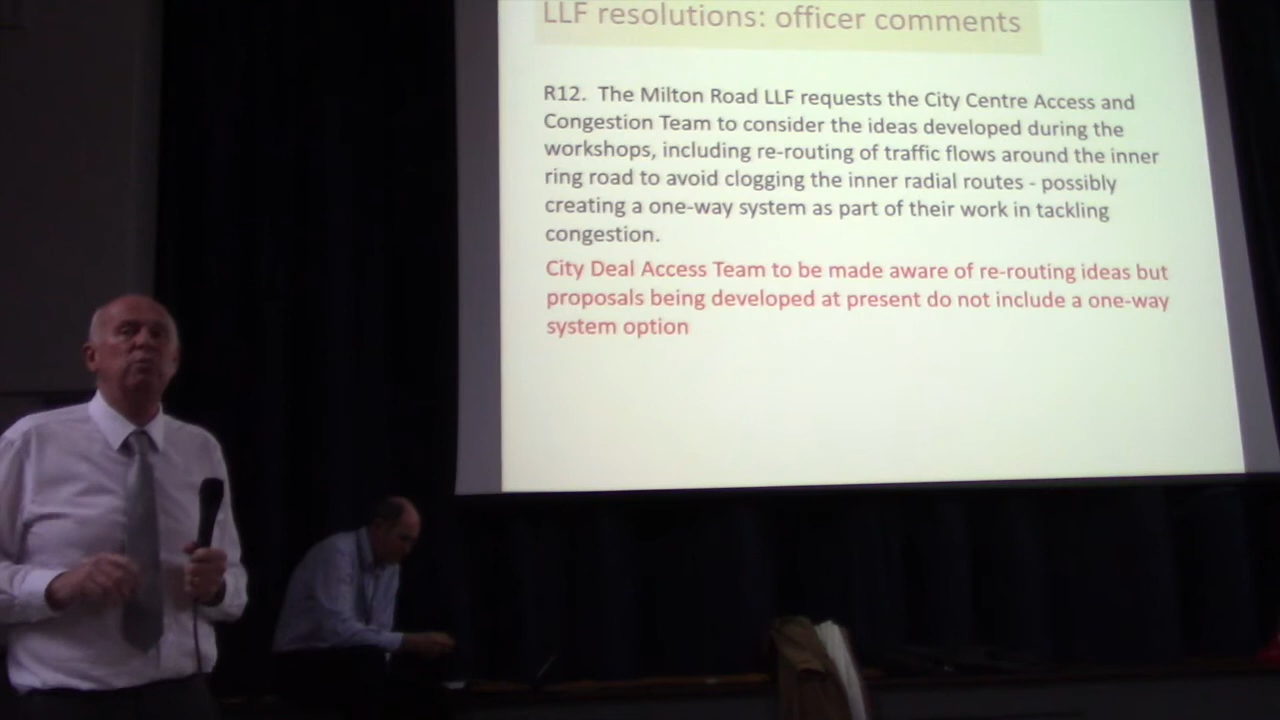 LLF resolutions: officer comments
R12. The Milton Road LLF requests the City Centre Access and
Congestion Team to consider the ideas developed during the
workshops, including re-routing of traffic flows around the inner
ring road to avoid clogging the inner radial routes - possibly
creating a one-way system as part of their work in tackling
congestion.
City Deal Access Team to be made aware of re-routing ideas but
proposals being developed at present do not include a one-way
system option